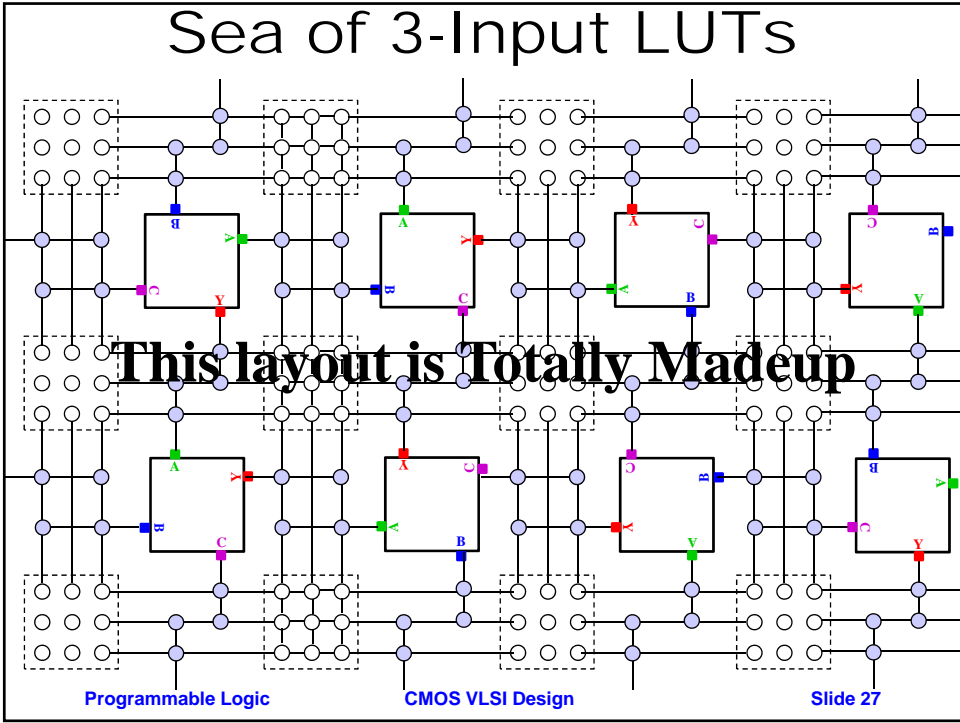 Sea of 3-Input LUTs
B A C Y
A Y B C
Y C A B
C B Y A
This layout is Totally Madeup
A Y B C
Y C A B
C B Y A
B A C Y
Programmable Logic CMOS VLSI Design Slide 27